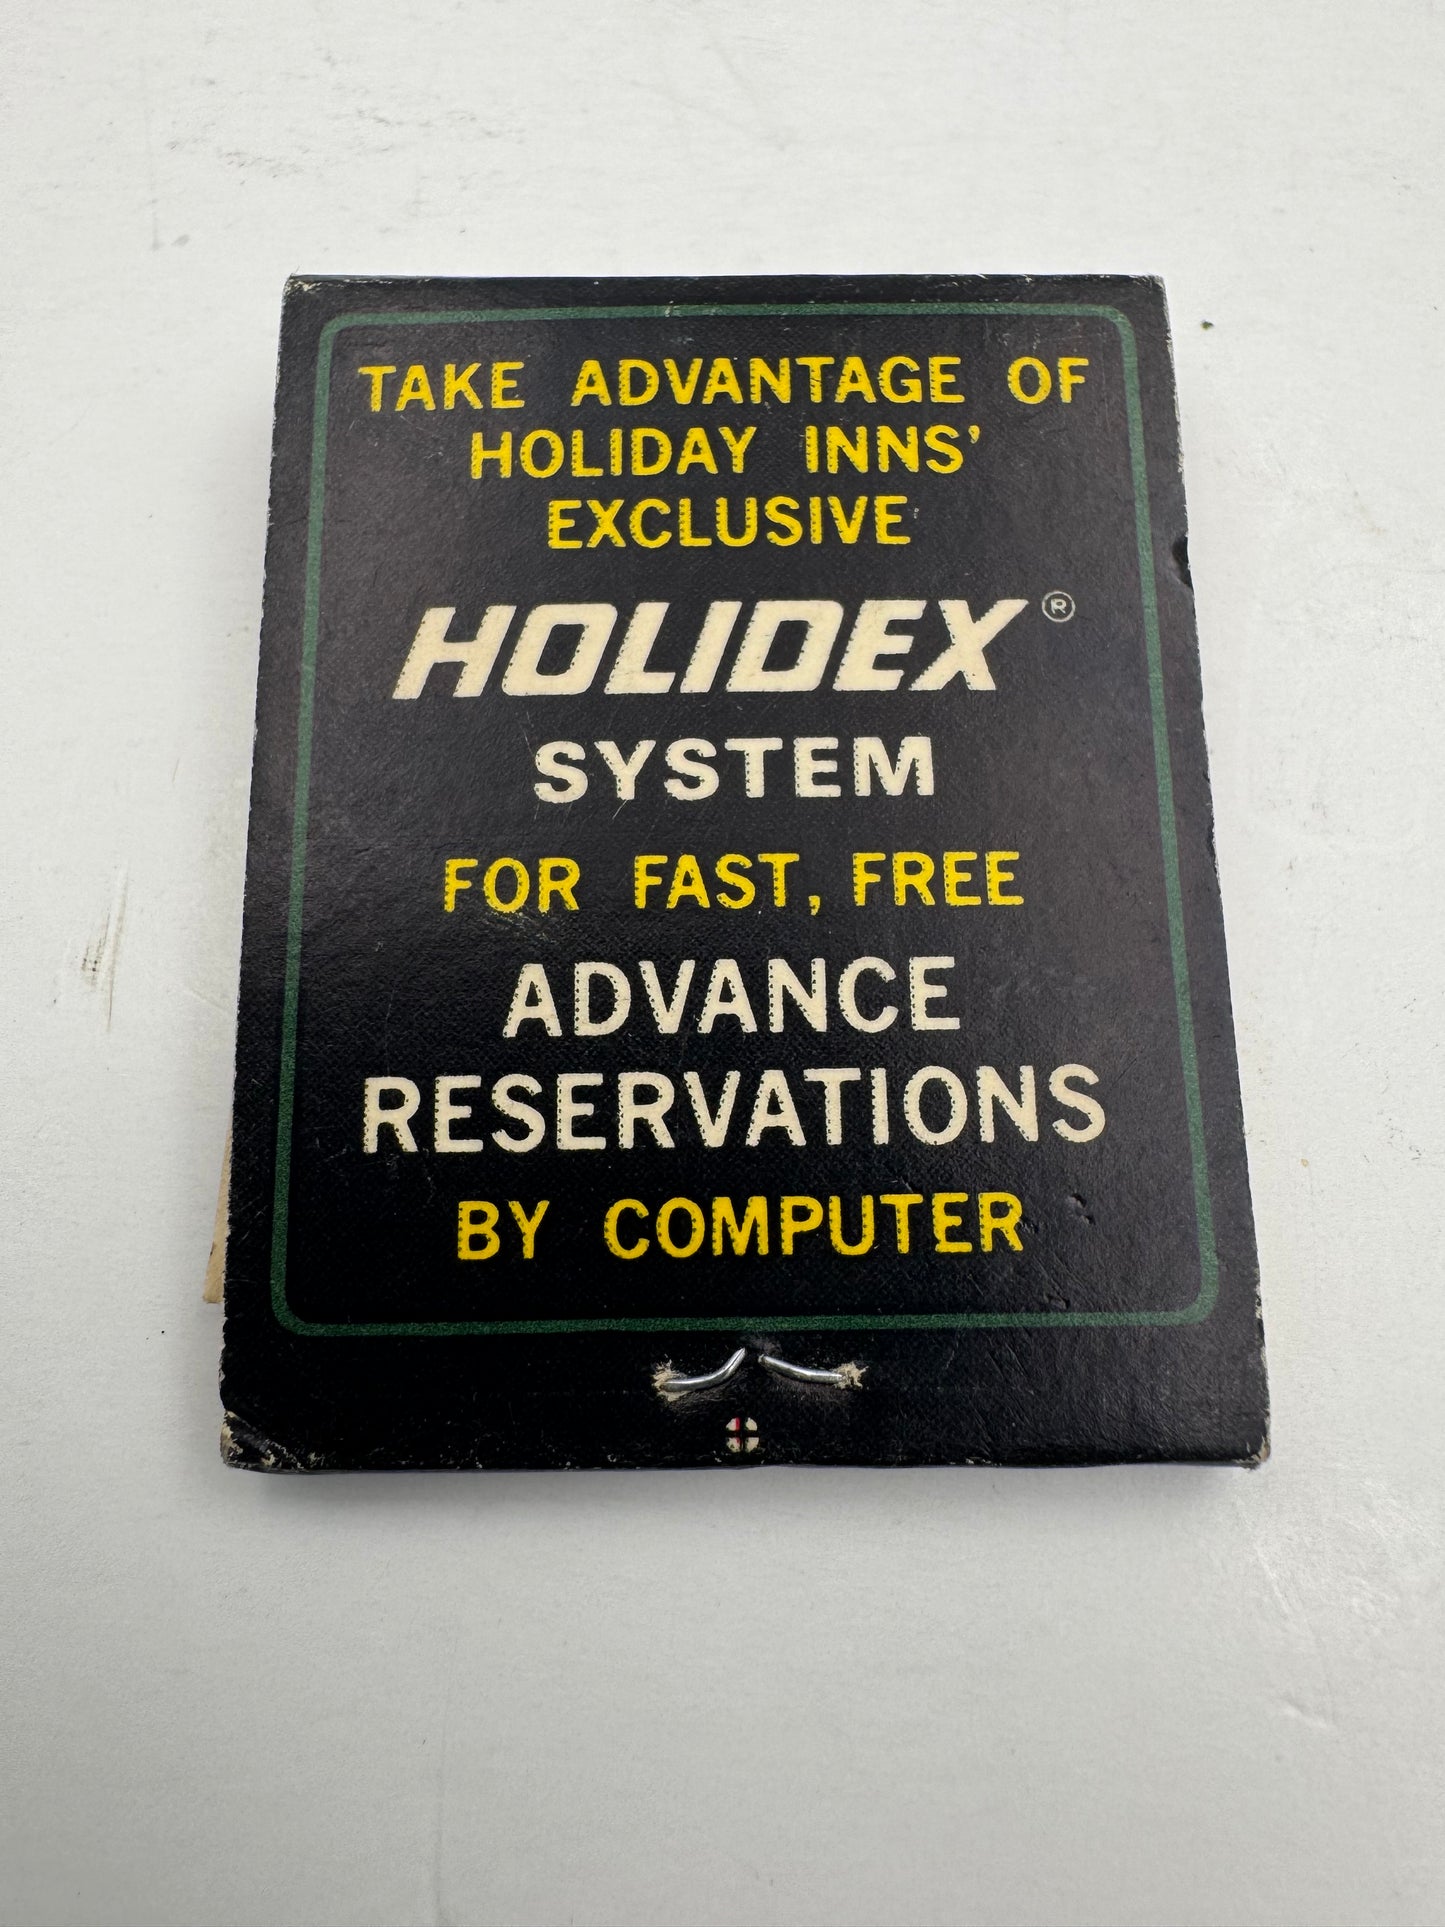 TAKE ADVANTAGE OF
HOLIDAY INNS’
EXCLUSIVE
HOLIDEX®
SYSTEM
FOR FAST, FREE
ADVANCE
RESERVATIONS
BY COMPUTER